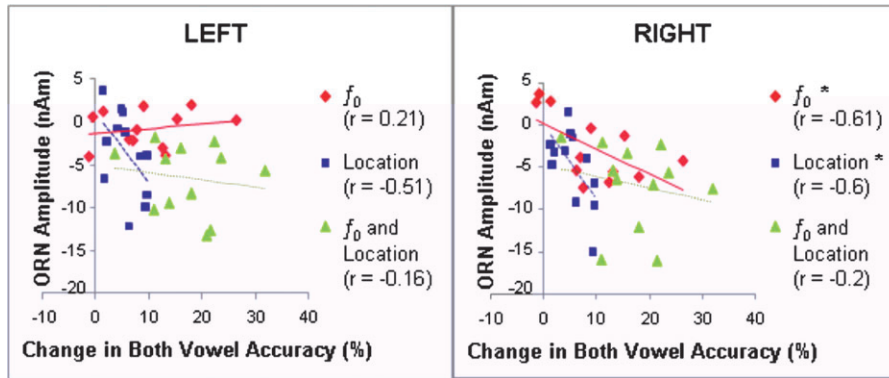 LEFT
ORN Amplitude (nAm)
5
0
-5
-10
-15
-20
-10
0
10
20
30
40
Change in Both Vowel Accuracy (%)
f₀
(r = 0.21)
Location
(r = -0.51)
f₀ and
Location
(r = -0.16)
RIGHT
ORN Amplitude (nAm)
5
0
-5
-10
-15
-20
-10
0
10
20
30
40
Change in Both Vowel Accuracy (%)
f₀ *
(r = -0.61)
Location *
(r = -0.6)
f₀ and
Location
(r = -0.2)